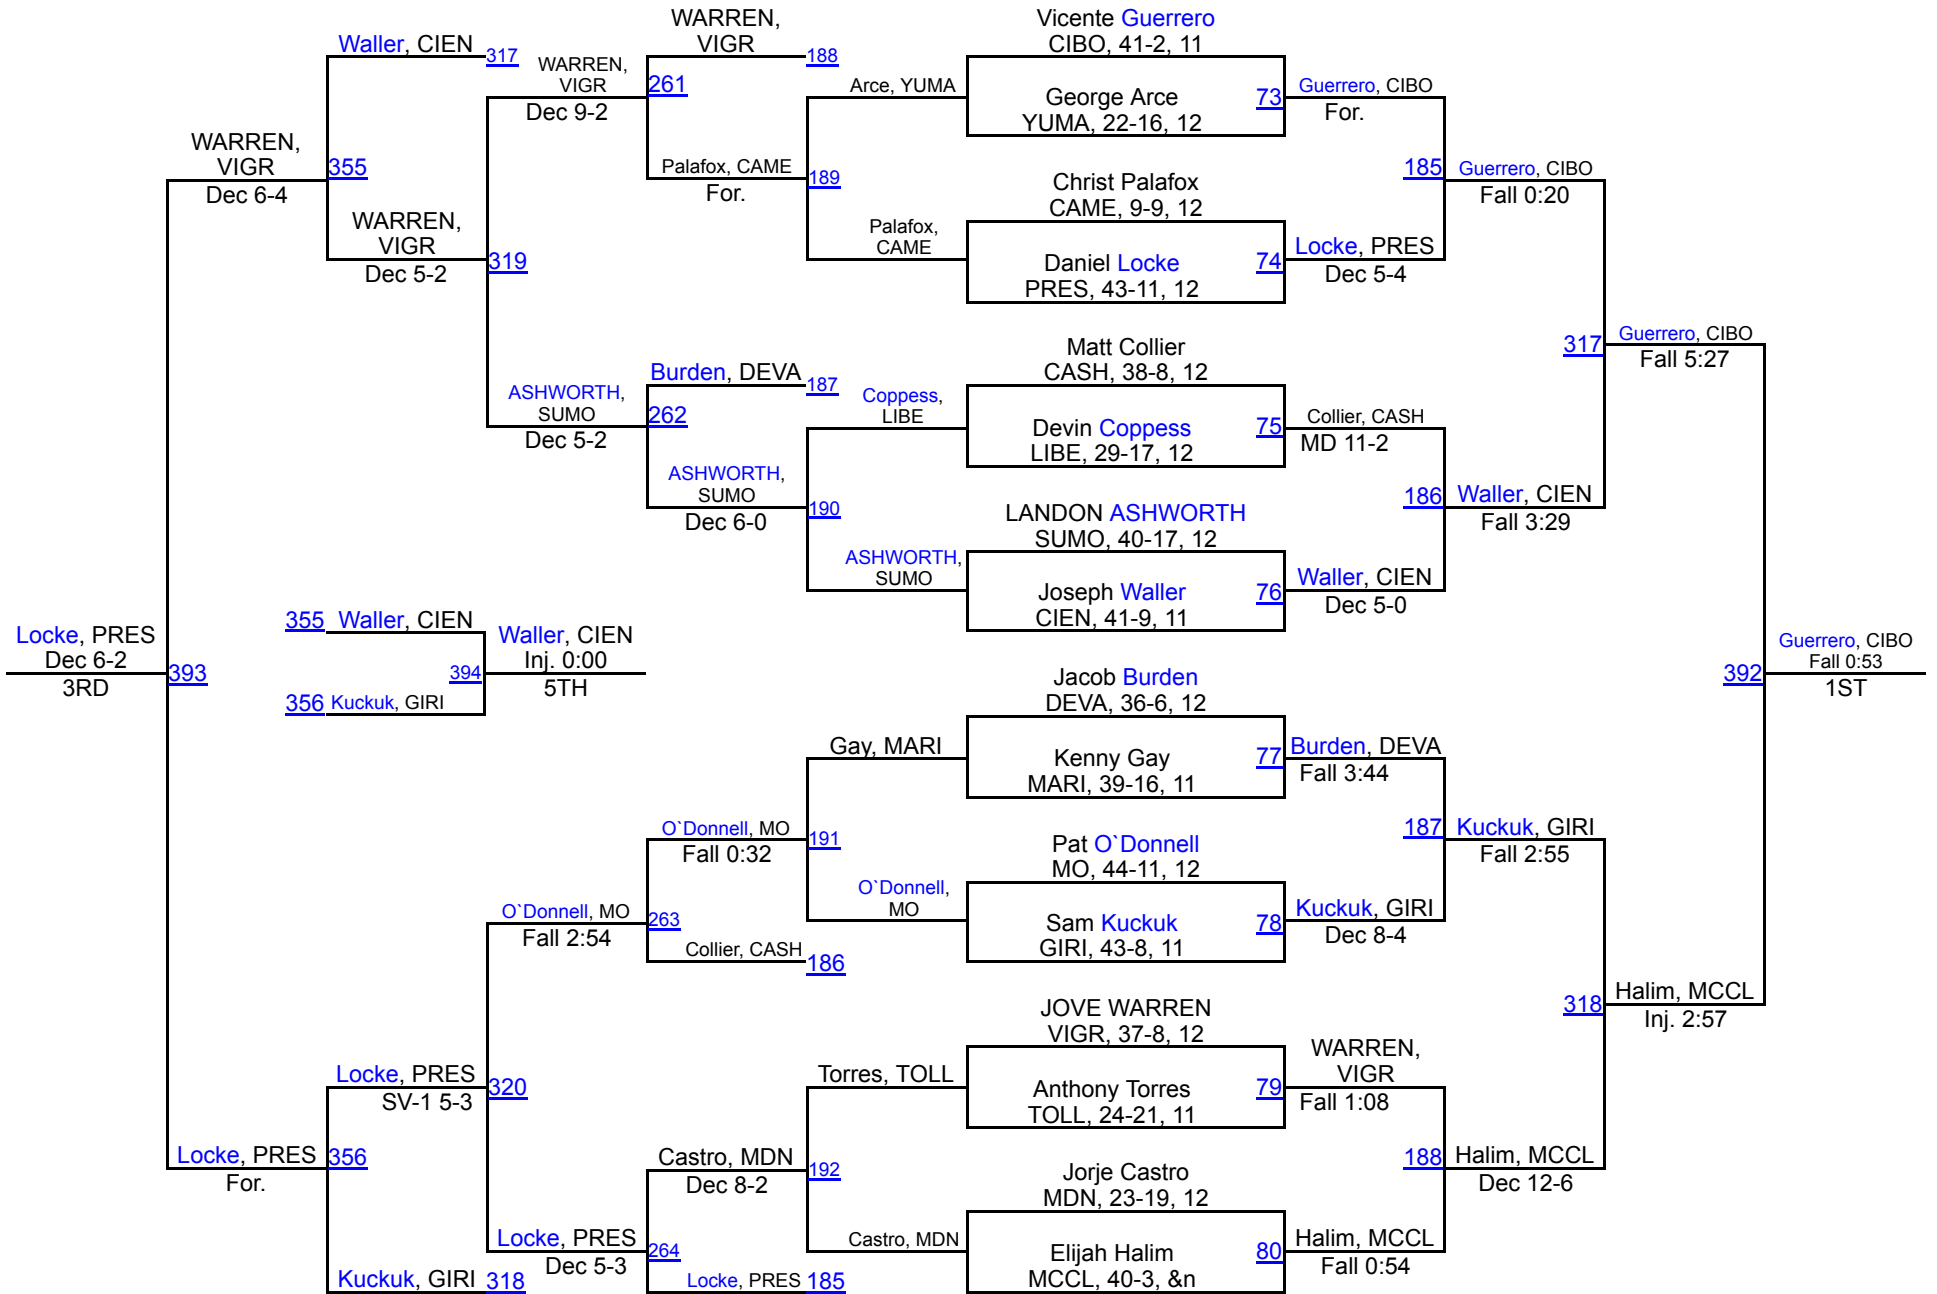 WARREN,
VIGR
188
Vicente Guerrero
CIBO, 41-2, 11
Waller, CIEN
317
WARREN,
VIGR
261
Dec 9-2
Arce, YUMA
George Arce
73
YUMA, 22-16, 12
Guerrero, CIBO
For.
WARREN,
VIGR
355
Dec 6-4
Palafox, CAME
189
For.
Christ Palafox
CAME, 9-9, 12
185
Guerrero, CIBO
Fall 0:20
WARREN,
VIGR
319
Dec 5-2
Palafox,
CAME
Daniel Locke
74
PRES, 43-11, 12
Locke, PRES
Dec 5-4
Matt Collier
CASH, 38-8, 12
317
Guerrero, CIBO
Fall 5:27
Burden, DEVA
187
ASHWORTH,
SUMO
262
Dec 5-2
Coppess,
LIBE
Devin Coppess
75
LIBE, 29-17, 12
Collier, CASH
MD 11-2
ASHWORTH,
SUMO
190
Dec 6-0
LANDON ASHWORTH
SUMO, 40-17, 12
186
Waller, CIEN
Fall 3:29
ASHWORTH,
SUMO
Joseph Waller
76
CIEN, 41-9, 11
Waller, CIEN
Dec 5-0
Locke, PRES
Dec 6-2
393
3RD
355
Waller, CIEN
394
356
Kuckuk, GIRI
Waller, CIEN
Inj. 0:00
5TH
Guerrero, CIBO
Fall 0:53
392
1ST
Jacob Burden
DEVA, 36-6, 12
Gay, MARI
Kenny Gay
77
MARI, 39-16, 11
Burden, DEVA
Fall 3:44
O`Donnell, MO
191
Fall 0:32
Pat O`Donnell
MO, 44-11, 12
187
Kuckuk, GIRI
Fall 2:55
O`Donnell, MO
263
Fall 2:54
O`Donnell,
MO
Sam Kuckuk
78
GIRI, 43-8, 11
Kuckuk, GIRI
Dec 8-4
Collier, CASH
186
JOVE WARREN
VIGR, 37-8, 12
318
Halim, MCCL
Inj. 2:57
Locke, PRES
320
SV-1 5-3
Torres, TOLL
Anthony Torres
79
TOLL, 24-21, 11
WARREN,
VIGR
Fall 1:08
Locke, PRES
356
For.
Castro, MDN
192
Dec 8-2
Jorje Castro
MDN, 23-19, 12
188
Halim, MCCL
Dec 12-6
Locke, PRES
264
Dec 5-3
Castro, MDN
Elijah Halim
80
MCCL, 40-3, &n
Halim, MCCL
Fall 0:54
Kuckuk, GIRI
318
Locke, PRES
185